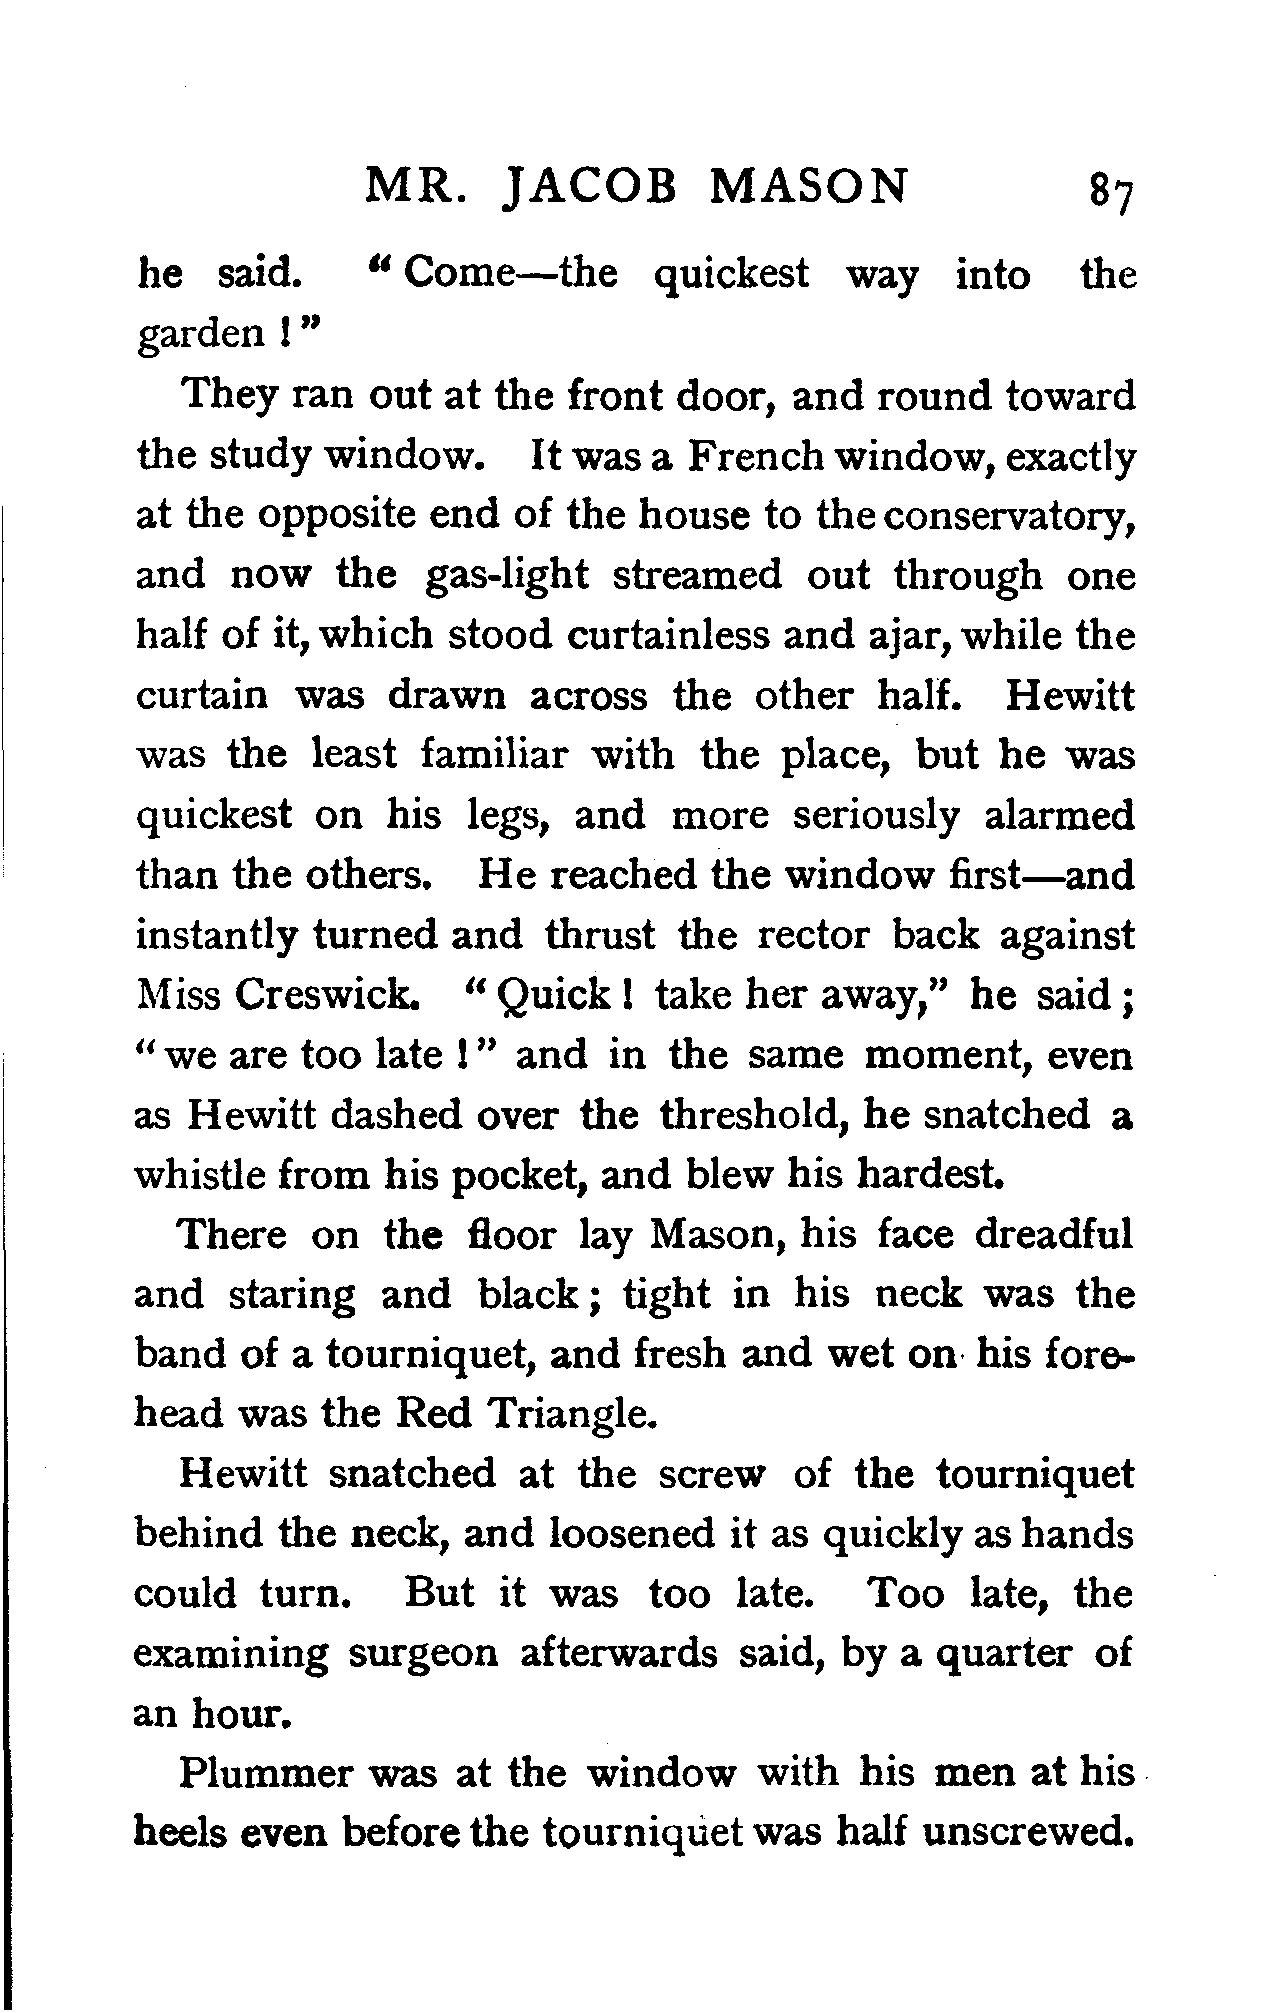 MR. JACOB MASON 87
he said. “Come—the quickest way into the
garden!”
They ran out at the front door, and round toward
the study window. It was a French window, exactly
at the opposite end of the house to the conservatory,
and now the gas-light streamed out through one
half of it, which stood curtainless and ajar, while the
curtain was drawn across the other half. Hewitt
was the least familiar with the place, but he was
quickest on his legs, and more seriously alarmed
than the others. He reached the window first—and
instantly turned and thrust the rector back against
Miss Creswick. “Quick! take her away,” he said;
“we are too late!” and in the same moment, even
as Hewitt dashed over the threshold, he snatched a
whistle from his pocket, and blew his hardest.
There on the floor lay Mason, his face dreadful
and staring and black; tight in his neck was the
band of a tourniquet, and fresh and wet on his fore-
head was the Red Triangle.
Hewitt snatched at the screw of the tourniquet
behind the neck, and loosened it as quickly as hands
could turn. But it was too late. Too late, the
examining surgeon afterwards said, by a quarter of
an hour.
Plummer was at the window with his men at his
heels even before the tourniquet was half unscrewed.